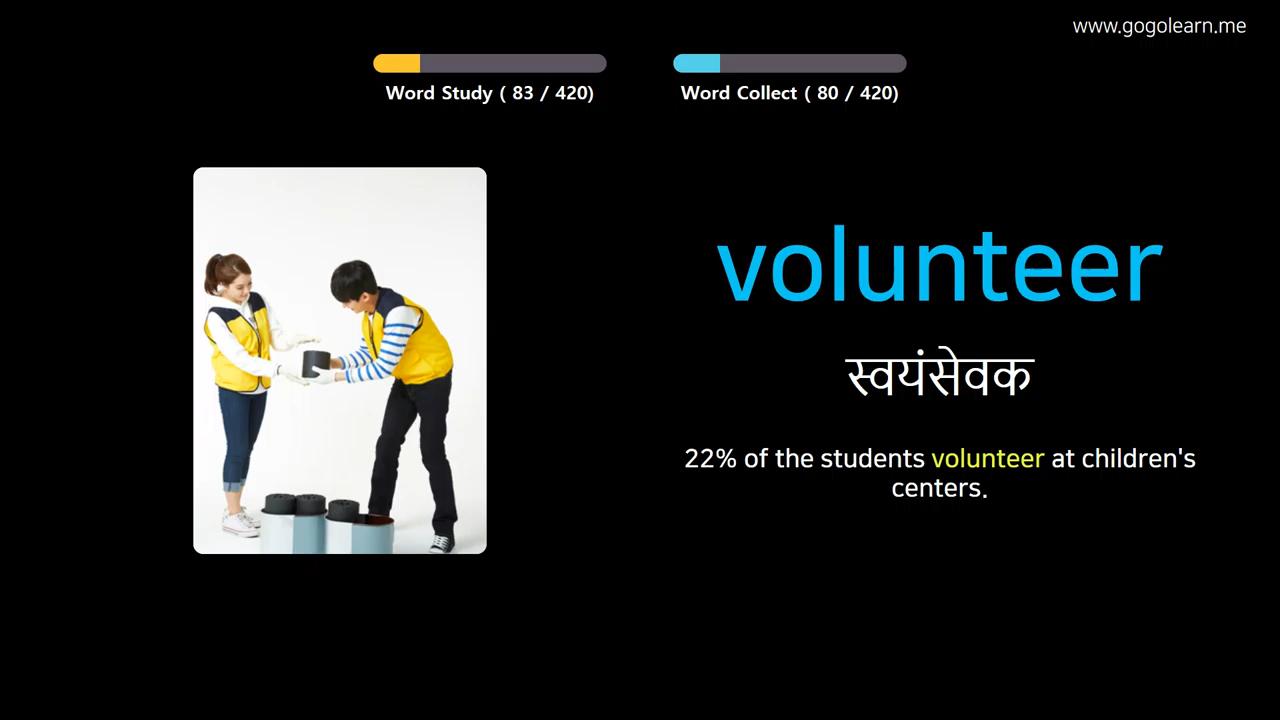 www.gogolearn.me
Word Study ( 83 / 420)
Word Collect ( 80 / 420)
volunteer
स्वयंसेवक
22% of the students volunteer at children's
centers.